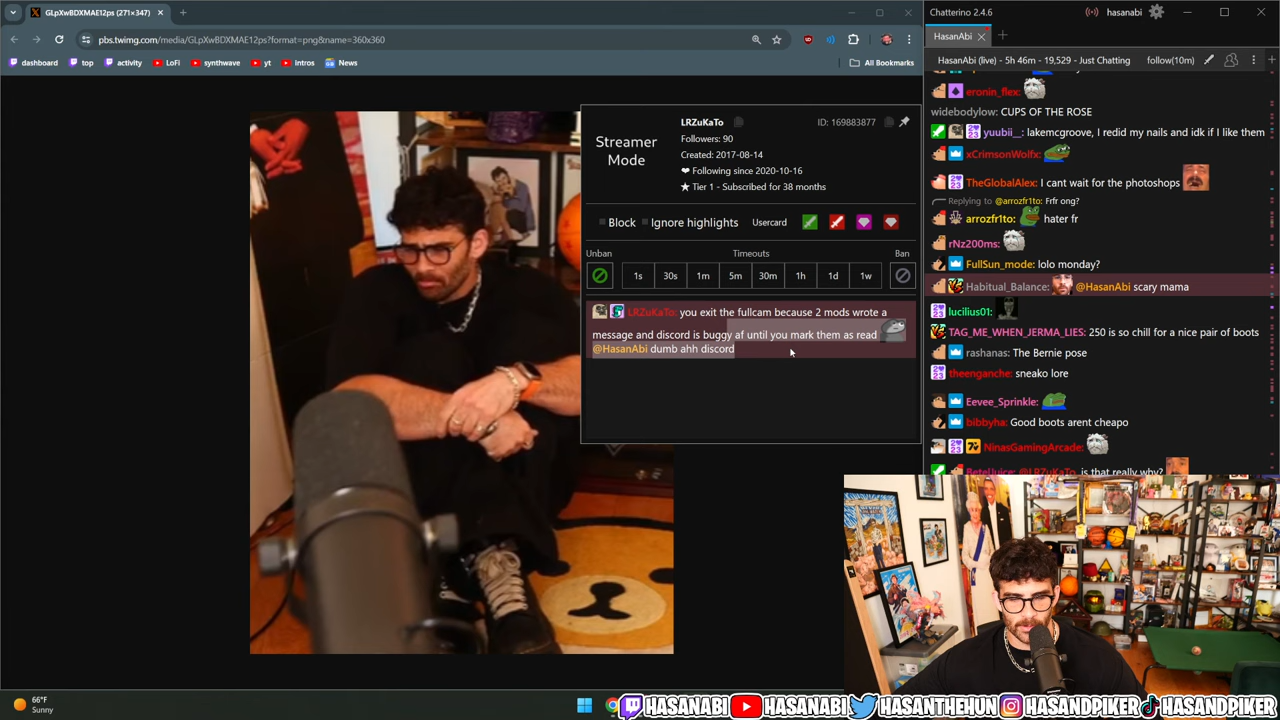 GLpXwBDXMAE12ps (271×347)
pbs.twimg.com/media/GLpXwBDXMAE12ps?format=png&name=360x360
dashboard
top
activity
LoFi
synthwave
yt
intros
News
All Bookmarks
Streamer
Mode
LRZuKaTo
ID: 169883877
Followers: 90
Created: 2017-08-14
❤ Following since 2020-10-16
★ Tier 1 - Subscribed for 38 months
Block
Ignore highlights
Usercard
Unban
Timeouts
Ban
1s
30s
1m
5m
30m
1h
1d
1w
LRZuKaTo: you exit the fullcam because 2 mods wrote a
message and discord is buggy af until you mark them as read
@HasanAbi dumb ahh discord
Chatterino 2.4.6
hasanabi
HasanAbi
HasanAbi (live) - 5h 46m - 19,529 - Just Chatting
follow(10m)
eronin_flex:
widebodylow: CUPS OF THE ROSE
yuubii__: lakemcgroove, I redid my nails and idk if I like them
xCrimsonWolfx:
TheGlobalAlex: I cant wait for the photoshops
Replying to @arrozfr1to: Frfr ong?
arrozfr1to: hater fr
rNz200ms:
FullSun_mode: lolo monday?
Habitual_Balance: @HasanAbi scary mama
lucilius01:
TAG_ME_WHEN_JERMA_LIES: 250 is so chill for a nice pair of boots
rashanas: The Bernie pose
theenganche: sneako lore
Eevee_Sprinkle:
bibbyha: Good boots arent cheapo
NinasGamingArcade:
BetelJuice: @LRZuKaTo, is that really why?
66°F
Sunny
HASANABI
HASANABI
HASANTHEHUN
HASANDPIKER
HASANDPIKER